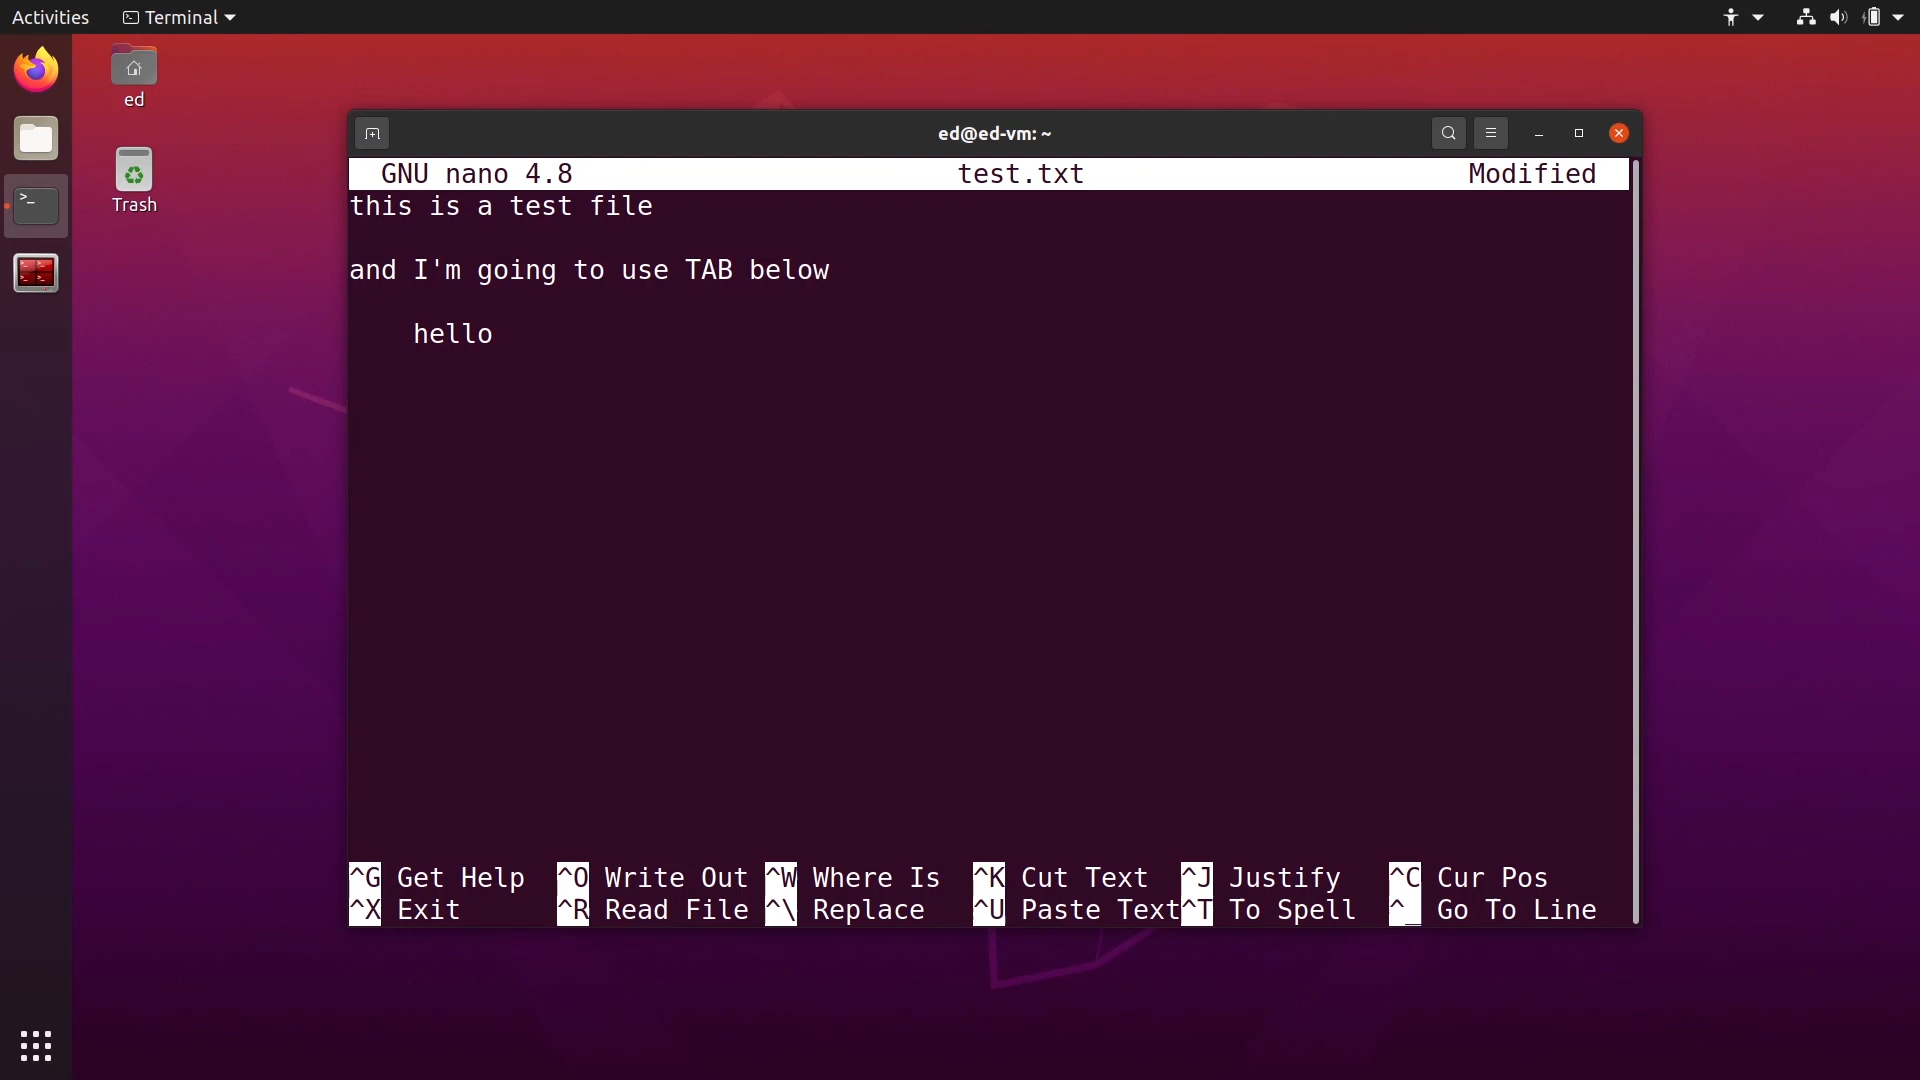 Activities Terminal
ed
Trash
ed@ed-vm: ~
GNU nano 4.8 test.txt Modified
this is a test file
and I'm going to use TAB below
    hello
^G Get Help ^O Write Out ^W Where Is ^K Cut Text ^J Justify ^C Cur Pos
^X Exit ^R Read File ^\ Replace ^U Paste Text ^T To Spell ^_ Go To Line